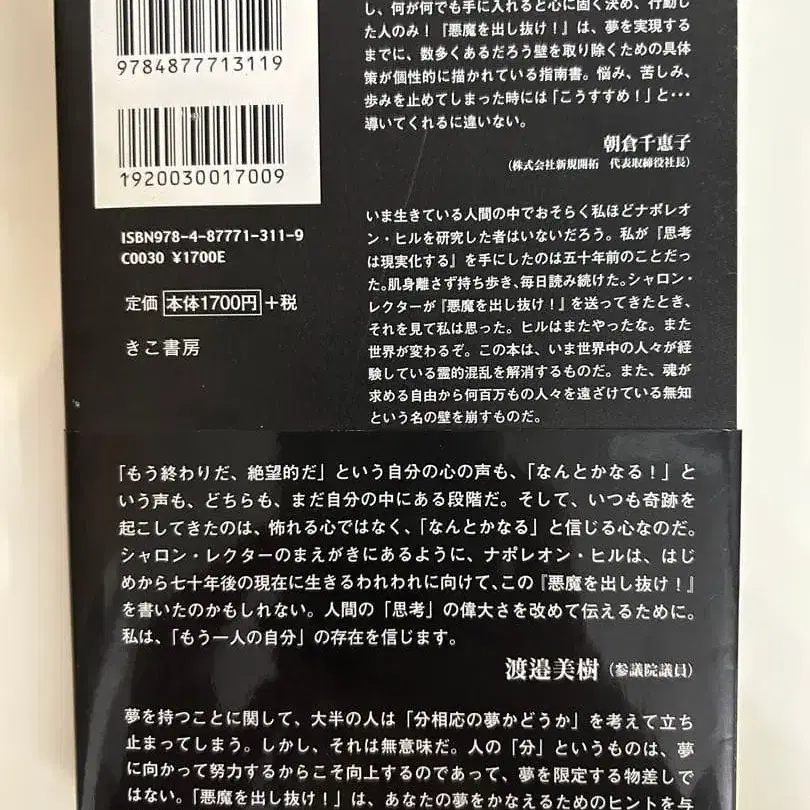 9784877713119
1920030017009
ISBN978-4-87771-311-9
C0030 ¥1700E
定価 本体1700円+税
きこ書房
し、何が何でも手に入れると心に固く決め、行動し
た人のみ！『悪魔を出し抜け！』は、夢を実現する
までに、数多くあるだろう壁を取り除くための具体
策が個性的に描かれている指南書。悩み、苦しみ、
歩みを止めてしまった時には「こうすすめ！」と・・・
導いてくれるに違いない。
朝倉千恵子
（株式会社新規開拓 代表取締役社長）
いま生きている人間の中でおそらく私ほどナポレオ
ン・ヒルを研究した者はいないだろう。私が『思考
は現実化する』を手にしたのは五十年前のことだっ
た。肌身離さず持ち歩き、毎日読み続けた。シャロン・
レクターが『悪魔を出し抜け！』を送ってきたとき、
それを見て私は思った。ヒルはまたやったな。また
世界が変わるぞ。この本は、いま世界中の人々が経
験している霊的混乱を解消するものだ。また、魂が
求める自由から何百万もの人々を遠ざけている無知
という名の壁を崩すものだ。
「もう終わりだ、絶望的だ」という自分の心の声も、「なんとかなる！」と
いう声も、どちらも、まだ自分の中にある段階だ。そして、いつも奇跡を
起こしてきたのは、怖れる心ではなく、「なんとかなる」と信じる心なのだ。
シャロン・レクターのまえがきにあるように、ナポレオン・ヒルは、はじ
めから七十年後の現在に生きるわれわれに向けて、この『悪魔を出し抜け！』
を書いたのかもしれない。人間の「思考」の偉大さを改めて伝えるために。
私は、「もう一人の自分」の存在を信じます。
渡邉美樹（参議院議員）
夢を持つことに関して、大半の人は「分相応の夢かどうか」を考えて立ち
止まってしまう。しかし、それは無意味だ。人の「分」というものは、夢
に向かって努力するからこそ向上するのであって、夢を限定する物差しで
はない。『悪魔を出し抜け！』は、あなたの夢をかなえるためのヒントを与